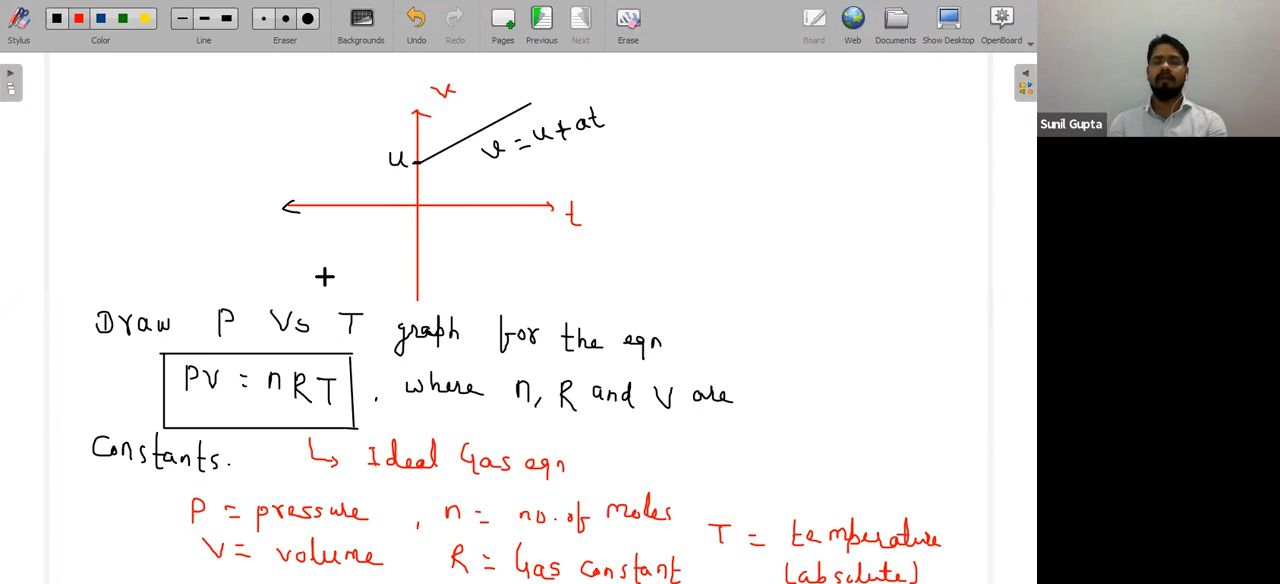 Stylus
Color
Line
Eraser
Backgrounds
Undo
Redo
Pages
Previous
Next
Erase
Board
Web
Documents
Show Desktop
OpenBoard
Sunil Gupta
v
u
v = u + at
t
Draw P Vs T graph for the eqn
PV = nRT , where n, R and V are
Constants.
↳ Ideal Gas eqn
P = pressure , n = no. of moles
T = temperature
V = volume R = Gas constant
(absolute)